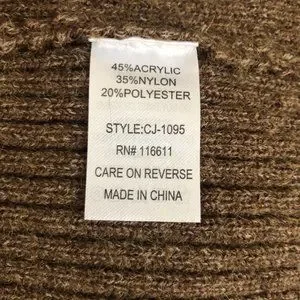 45%ACRYLIC
35%NYLON
20%POLYESTER
STYLE:CJ-1095
RN# 116611
CARE ON REVERSE
MADE IN CHINA